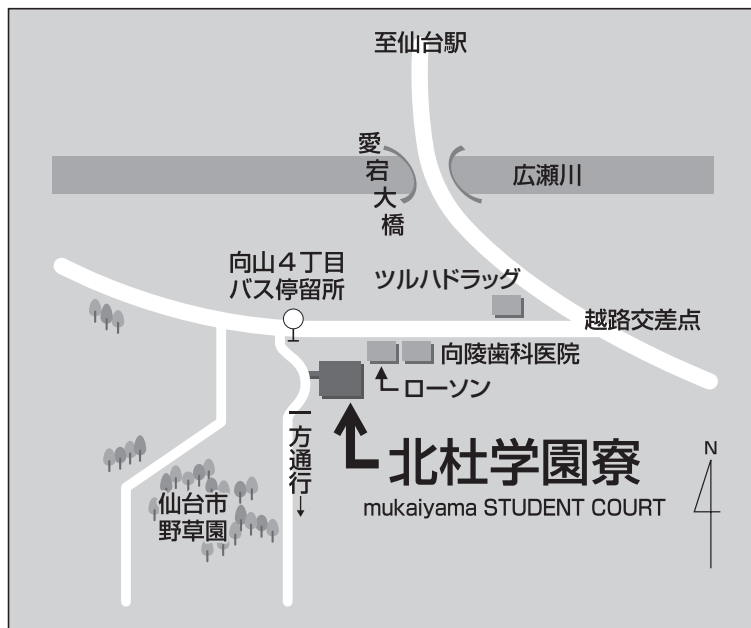 至仙台駅
愛宕大橋
広瀬川
向山４丁目
バス停留所
ツルハドラッグ
越路交差点
向陵歯科医院
ローソン
一方通行→
北杜学園寮
mukaiyama STUDENT COURT
N
仙台市
野草園